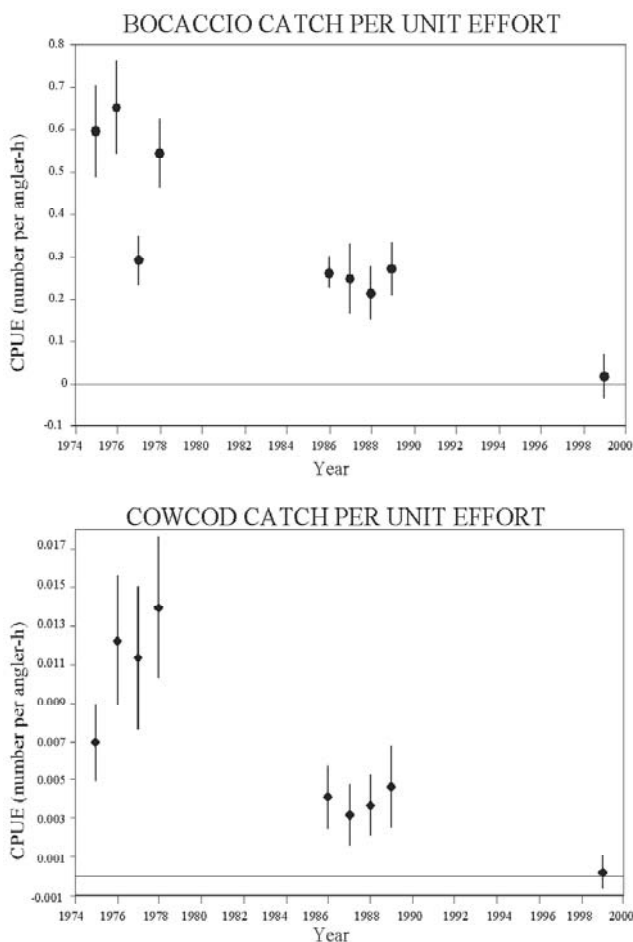 BOCACCIO CATCH PER UNIT EFFORT
CPUE (number per angler-h)
0.8
0.7
0.6
0.5
0.4
0.3
0.2
0.1
0
-0.1
1974 1976 1978 1980 1982 1984 1986 1988 1990 1992 1994 1996 1998 2000
Year
COWCOD CATCH PER UNIT EFFORT
CPUE (number per angler-h)
0.017
0.015
0.013
0.011
0.009
0.007
0.005
0.003
0.001
-0.001
1974 1976 1978 1980 1982 1984 1986 1988 1990 1992 1994 1996 1998 2000
Year